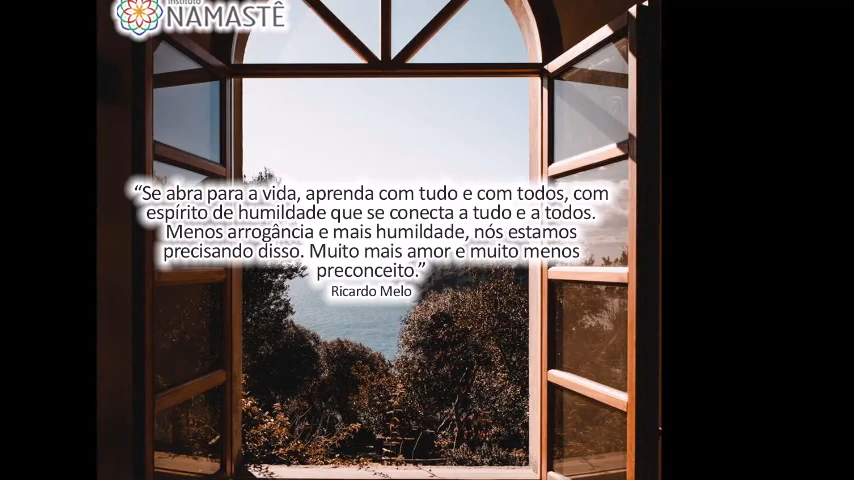 Instituto
NAMASTÊ
“Se abra para a vida, aprenda com tudo e com todos, com
espírito de humildade que se conecta a tudo e a todos.
Menos arrogância e mais humildade, nós estamos
precisando disso. Muito mais amor e muito menos
preconceito.”
Ricardo Melo